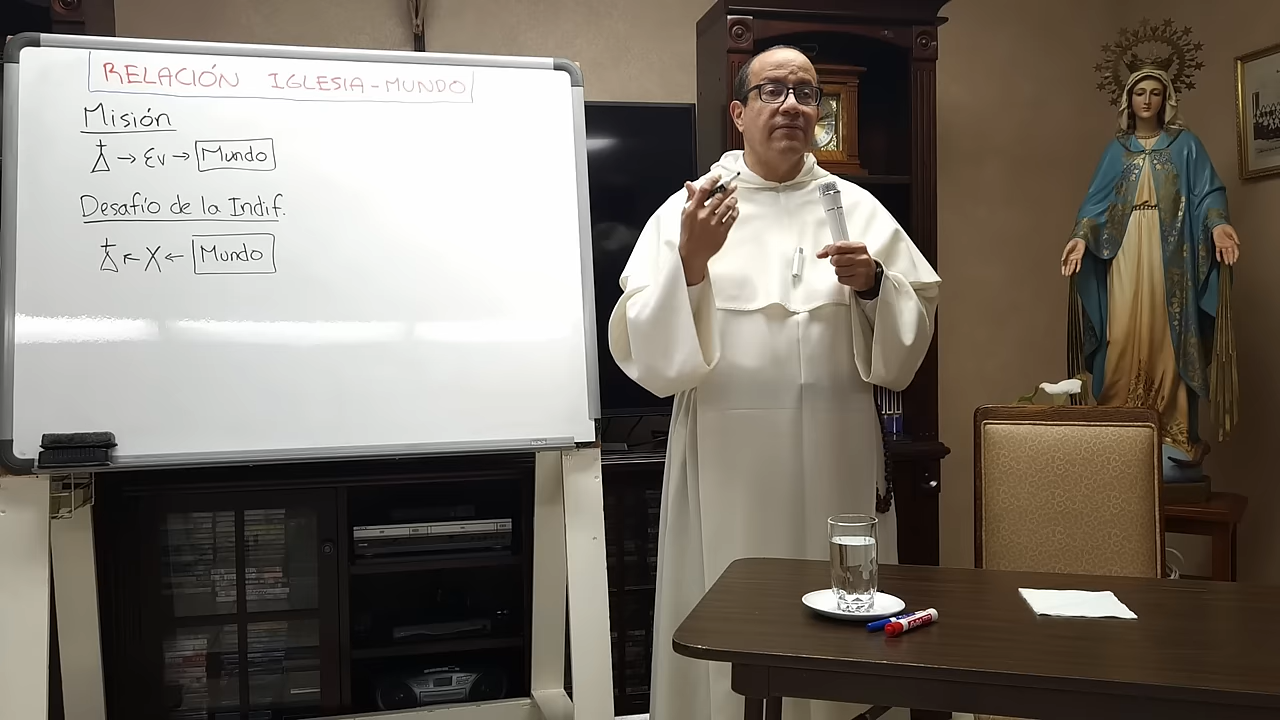 RELACIÓN IGLESIA-MUNDO
Misión
→ Ev → Mundo
Desafío de la Indif.
← X ← Mundo